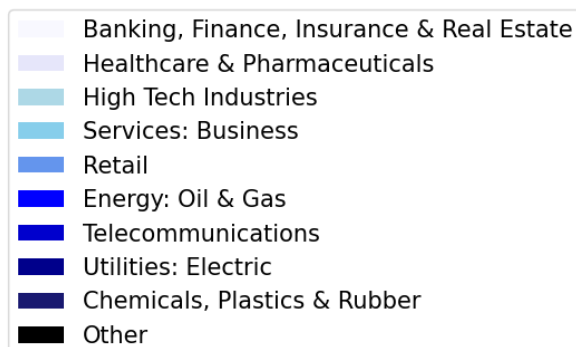 Banking, Finance, Insurance & Real Estate
Healthcare & Pharmaceuticals
High Tech Industries
Services: Business
Retail
Energy: Oil & Gas
Telecommunications
Utilities: Electric
Chemicals, Plastics & Rubber
Other